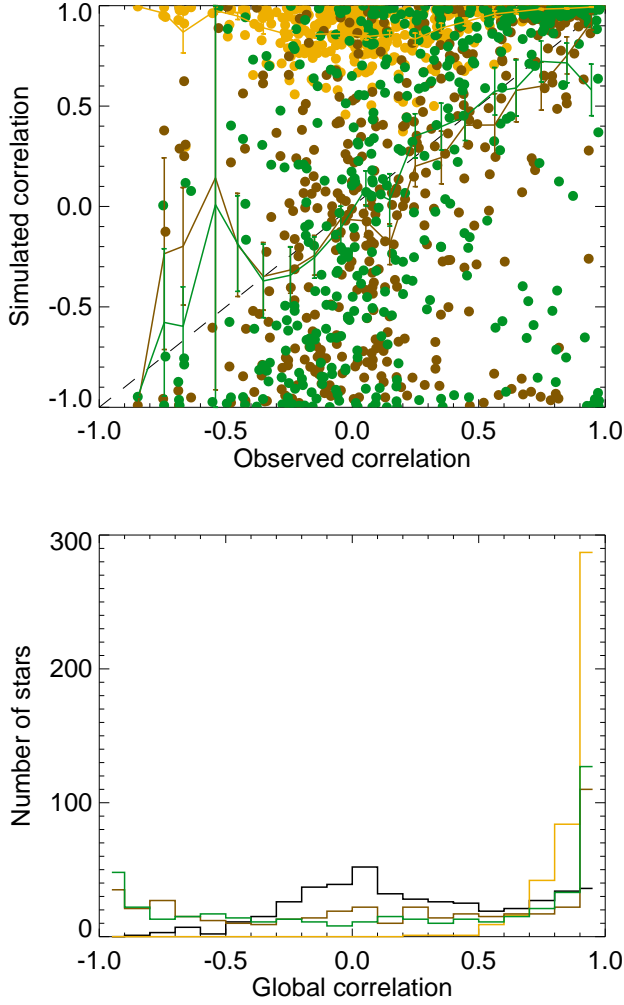 1.0
0.5
0.0
-0.5
-1.0
Simulated correlation
-1.0 -0.5 0.0 0.5 1.0
Observed correlation
300
200
100
0
Number of stars
-1.0 -0.5 0.0 0.5 1.0
Global correlation